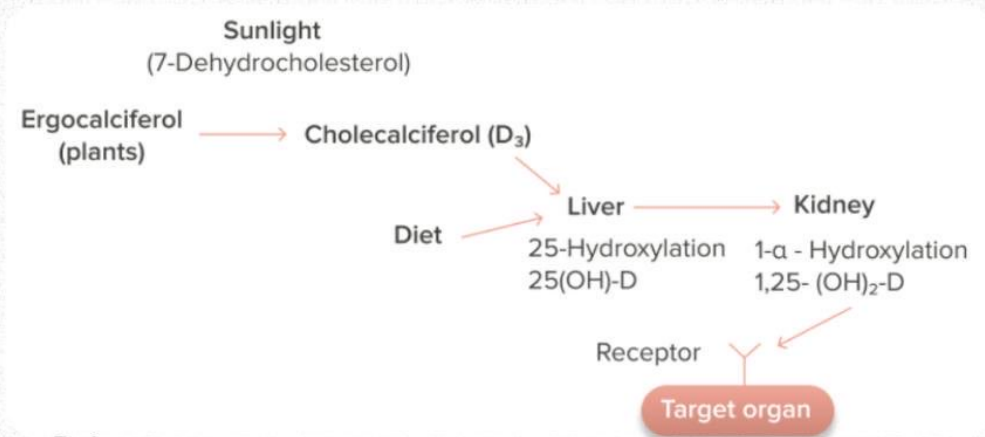 Sunlight
(7-Dehydrocholesterol)
Ergocalciferol
(plants)
Cholecalciferol (D₃)
Diet
Liver
25-Hydroxylation
25(OH)-D
Kidney
1-α - Hydroxylation
1,25- (OH)₂-D
Receptor
Target organ